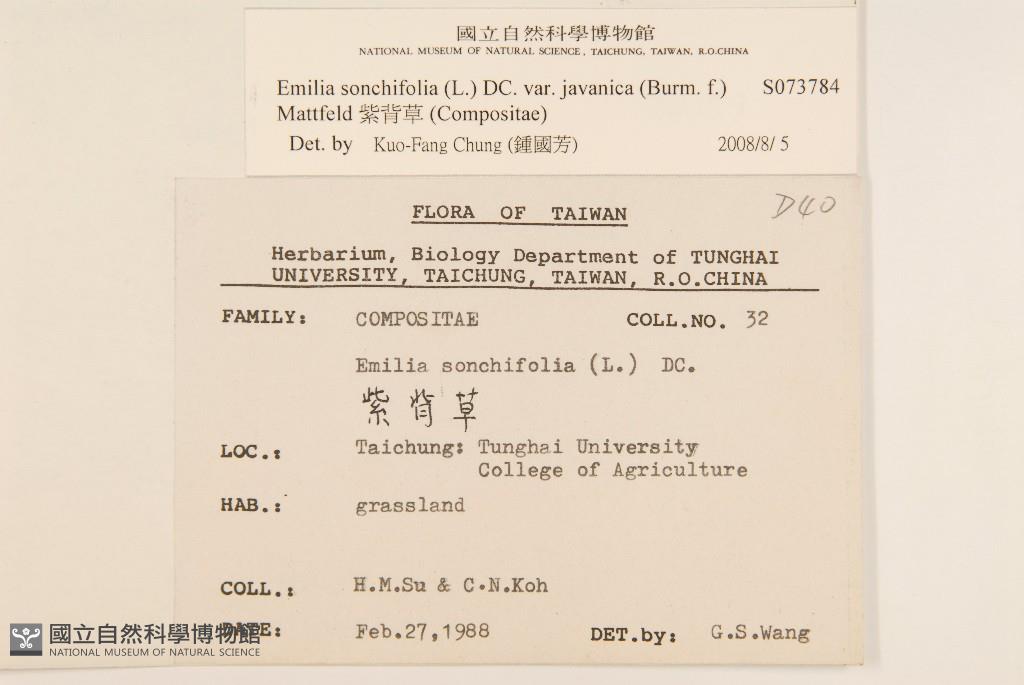 國立自然科學博物館
NATIONAL MUSEUM OF NATURAL SCIENCE, TAICHUNG, TAIWAN, R.O.CHINA
Emilia sonchifolia (L.) DC. var. javanica (Burm. f.) S073784
Mattfeld 紫背草 (Compositae)
Det. by Kuo-Fang Chung (鍾國芳) 2008/8/ 5
D40
FLORA OF TAIWAN
Herbarium, Biology Department of TUNGHAI
UNIVERSITY, TAICHUNG, TAIWAN, R.O.CHINA
FAMILY: COMPOSITAE COLL.NO. 32
Emilia sonchifolia (L.) DC.
紫背草
LOC.: Taichung: Tunghai University
College of Agriculture
HAB.: grassland
COLL.: H.M.Su & C.N.Koh
DATE: Feb.27,1988 DET.by: G.S.Wang
國立自然科學博物館
NATIONAL MUSEUM OF NATURAL SCIENCE